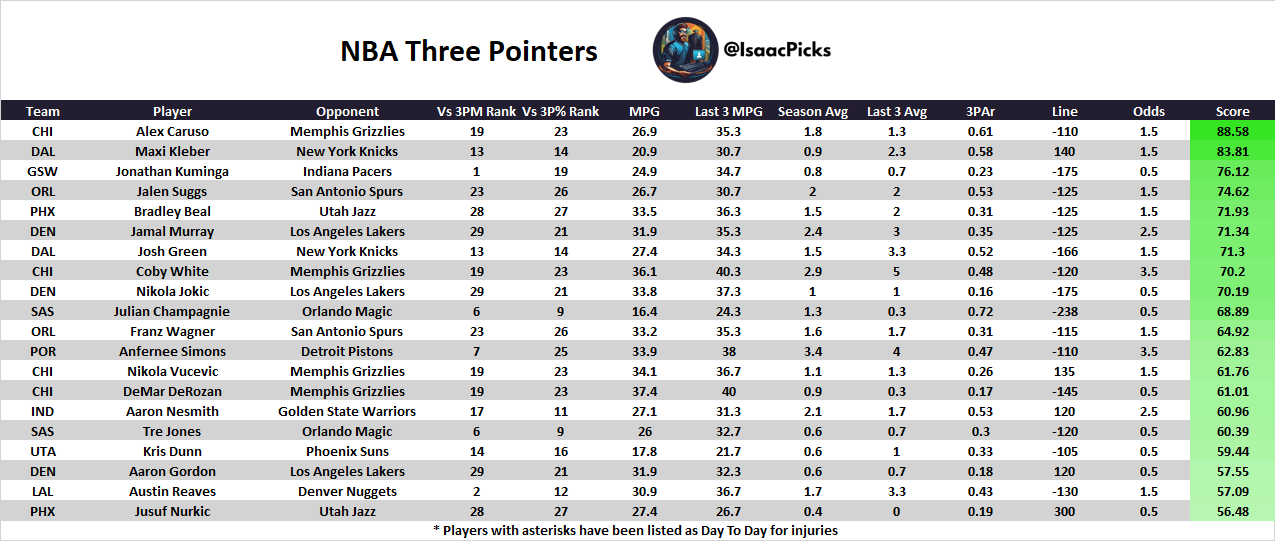 NBA Three Pointers
@IsaacPicks
Team Player Opponent Vs 3PM Rank Vs 3P% Rank MPG Last 3 MPG Season Avg Last 3 Avg 3PAr Line Odds Score
CHI Alex Caruso Memphis Grizzlies 19 23 26.9 35.3 1.8 1.3 0.61 -110 1.5 88.58
DAL Maxi Kleber New York Knicks 13 14 20.9 30.7 0.9 2.3 0.58 140 1.5 83.81
GSW Jonathan Kuminga Indiana Pacers 1 19 24.9 34.7 0.8 0.7 0.23 -175 0.5 76.12
ORL Jalen Suggs San Antonio Spurs 23 26 26.7 30.7 2 2 0.53 -125 1.5 74.62
PHX Bradley Beal Utah Jazz 28 27 33.5 36.3 1.5 2 0.31 -125 1.5 71.93
DEN Jamal Murray Los Angeles Lakers 29 21 31.9 35.3 2.4 3 0.35 -125 2.5 71.34
DAL Josh Green New York Knicks 13 14 27.4 34.3 1.5 3.3 0.52 -166 1.5 71.3
CHI Coby White Memphis Grizzlies 19 23 36.1 40.3 2.9 5 0.48 -120 3.5 70.2
DEN Nikola Jokic Los Angeles Lakers 29 21 33.8 37.3 1 1 0.16 -175 0.5 70.19
SAS Julian Champagnie Orlando Magic 6 9 16.4 24.3 1.3 0.3 0.72 -238 0.5 68.89
ORL Franz Wagner San Antonio Spurs 23 26 33.2 35.3 1.6 1.7 0.31 -115 1.5 64.92
POR Anfernee Simons Detroit Pistons 7 25 33.9 38 3.4 4 0.47 -110 3.5 62.83
CHI Nikola Vucevic Memphis Grizzlies 19 23 34.1 36.7 1.1 1.3 0.26 135 1.5 61.76
CHI DeMar DeRozan Memphis Grizzlies 19 23 37.4 40 0.9 0.3 0.17 -145 0.5 61.01
IND Aaron Nesmith Golden State Warriors 17 11 27.1 31.3 2.1 1.7 0.53 120 2.5 60.96
SAS Tre Jones Orlando Magic 6 9 26 32.7 0.6 0.7 0.3 -120 0.5 60.39
UTA Kris Dunn Phoenix Suns 14 16 17.8 21.7 0.6 1 0.33 -105 0.5 59.44
DEN Aaron Gordon Los Angeles Lakers 29 21 31.9 32.3 0.6 0.7 0.18 120 0.5 57.55
LAL Austin Reaves Denver Nuggets 2 12 30.9 36.7 1.7 3.3 0.43 -130 1.5 57.09
PHX Jusuf Nurkic Utah Jazz 28 27 27.4 26.7 0.4 0 0.19 300 0.5 56.48
* Players with asterisks have been listed as Day To Day for injuries